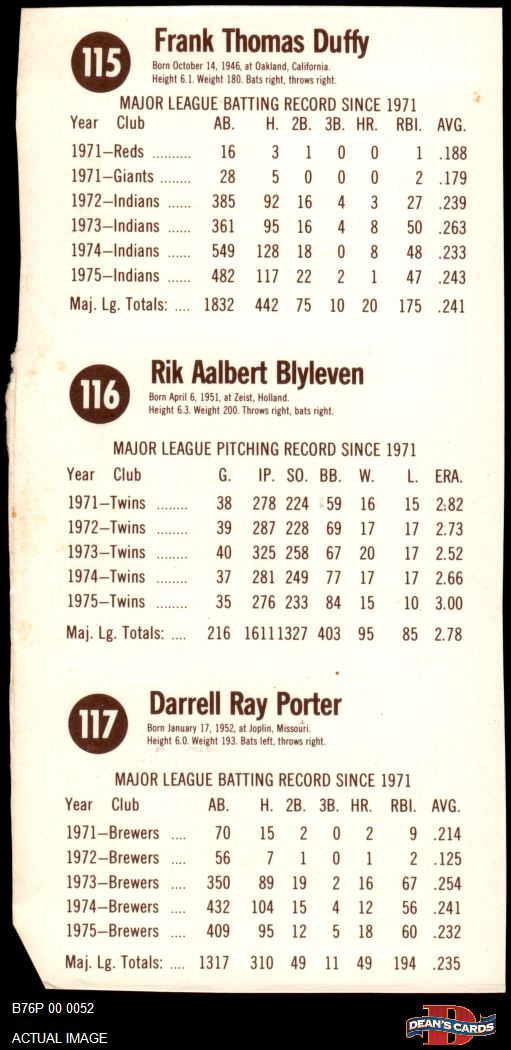 115
Frank Thomas Duffy
Born October 14, 1946, at Oakland, California.
Height 6.1. Weight 180. Bats right, throws right.
MAJOR LEAGUE BATTING RECORD SINCE 1971
Year Club AB. H. 2B. 3B. HR. RBI. AVG.
1971—Reds .......... 16 3 1 0 0 1 .188
1971—Giants ........ 28 5 0 0 0 2 .179
1972—Indians ...... 385 92 16 4 3 27 .239
1973—Indians ...... 361 95 16 4 8 50 .263
1974—Indians ...... 549 128 18 0 8 48 .233
1975—Indians ...... 482 117 22 2 1 47 .243
Maj. Lg. Totals: .... 1832 442 75 10 20 175 .241
116
Rik Aalbert Blyleven
Born April 6, 1951, at Zeist, Holland.
Height 6.3. Weight 200. Throws right, bats right.
MAJOR LEAGUE PITCHING RECORD SINCE 1971
Year Club G. IP. SO. BB. W. L. ERA.
1971—Twins ........ 38 278 224 59 16 15 2.82
1972—Twins ........ 39 287 228 69 17 17 2.73
1973—Twins ........ 40 325 258 67 20 17 2.52
1974—Twins ........ 37 281 249 77 17 17 2.66
1975—Twins ........ 35 276 233 84 15 10 3.00
Maj. Lg. Totals: .... 216 1611 1327 403 95 85 2.78
117
Darrell Ray Porter
Born January 17, 1952, at Joplin, Missouri.
Height 6.0. Weight 193. Bats left, throws right.
MAJOR LEAGUE BATTING RECORD SINCE 1971
Year Club AB. H. 2B. 3B. HR. RBI. AVG.
1971—Brewers .... 70 15 2 0 2 9 .214
1972—Brewers .... 56 7 1 0 1 2 .125
1973—Brewers .... 350 89 19 2 16 67 .254
1974—Brewers .... 432 104 15 4 12 56 .241
1975—Brewers .... 409 95 12 5 18 60 .232
Maj. Lg. Totals: .... 1317 310 49 11 49 194 .235
B76P 00 0052
ACTUAL IMAGE
D
DEAN'S CARDS